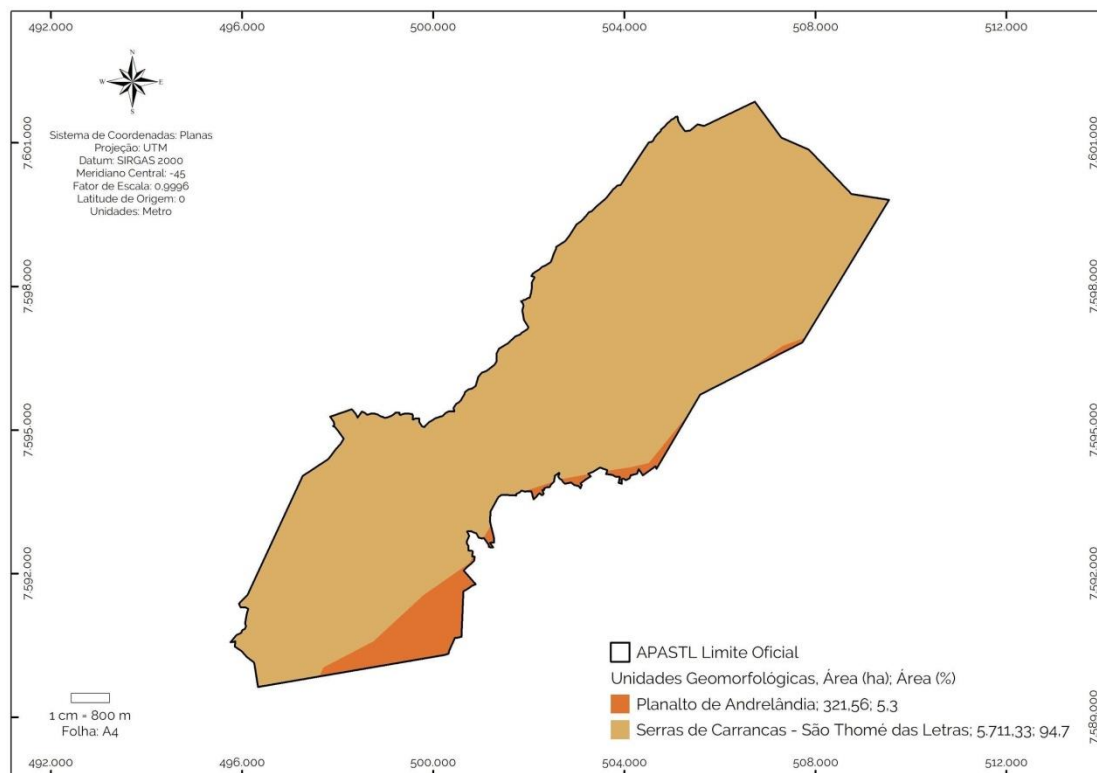 492.000 496.000 500.000 504.000 508.000 512.000
N
W E
S
Sistema de Coordenadas: Planas
Projeção: UTM
Datum: SIRGAS 2000
Meridiano Central: -45
Fator de Escala: 0,9996
Latitude de Origem: 0
Unidades: Metro
7.601.000 7.601.000
7.598.000 7.598.000
7.595.000 7.595.000
7.592.000 7.592.000
APASTL Limite Oficial
Unidades Geomorfológicas, Área (ha); Área (%)
Planalto de Andrelândia; 321,56; 5,3
Serras de Carrancas - São Thomé das Letras; 5.711,33; 94,7
1 cm = 800 m
Folha: A4
7.589.000
492.000 496.000 500.000 504.000 508.000 512.000